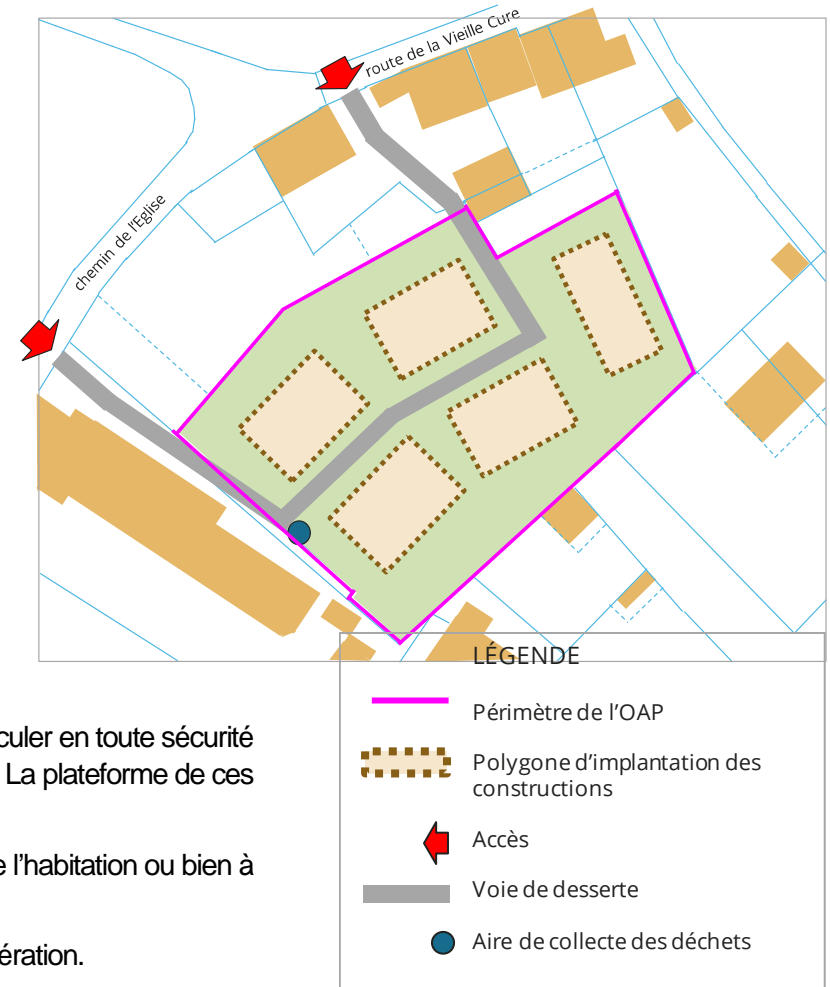 route de la Vieille Cure
chemin de l'Eglise
LÉGENDE
Périmètre de l'OAP
culer en toute sécurité
Polygone d'implantation des
La plateforme de ces
constructions
Accès
l'habitation ou bien à
Voie de desserte
Aire de collecte des déchets
ération.